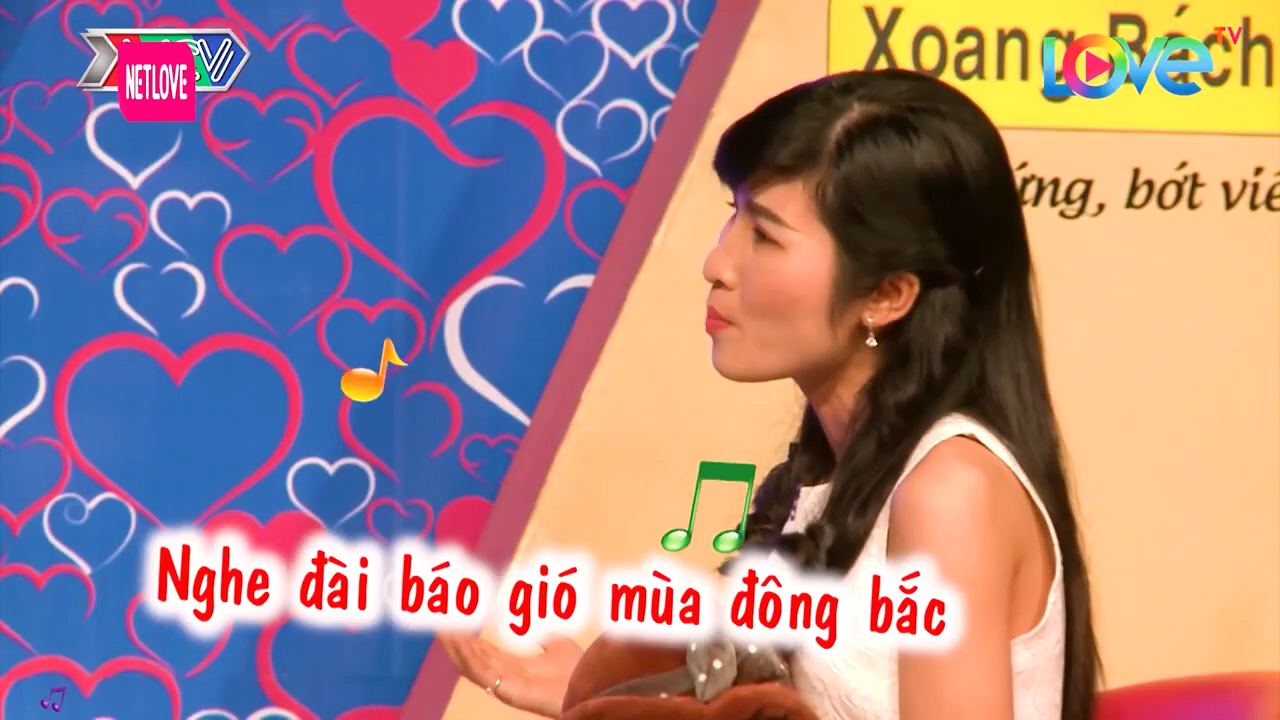 NETLOVE
Xoang Bách
LOVE TV
ứng, bớt viê
Nghe đài báo gió mùa đông bắc